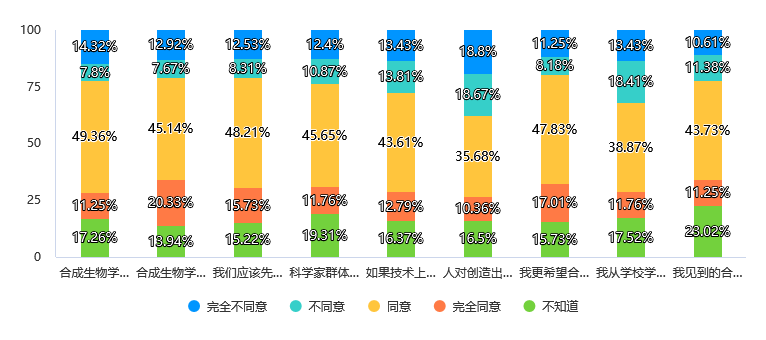 100
75
50
25
0
14.32% 12.92% 12.53% 12.4% 13.43% 18.8% 11.25% 13.43% 10.61%
7.8% 7.67% 8.31% 10.87% 13.81% 18.67% 8.18% 18.41% 11.38%
49.36% 45.14% 48.21% 45.65% 43.61% 35.68% 47.83% 38.87% 43.73%
11.25% 20.33% 15.73% 11.76% 12.79% 10.36% 17.01% 11.76% 11.25%
17.26% 13.94% 15.22% 19.31% 16.37% 16.5% 15.73% 17.52% 23.02%
合成生物学... 合成生物学... 我们应该先... 科学家群体... 如果技术上... 人对创造出... 我更希望合... 我从学校学... 我见到的合...
完全不同意 不同意 同意 完全同意 不知道